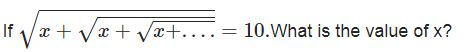 If √(x + √(x + √(x+....))) = 10.What is the value of x?